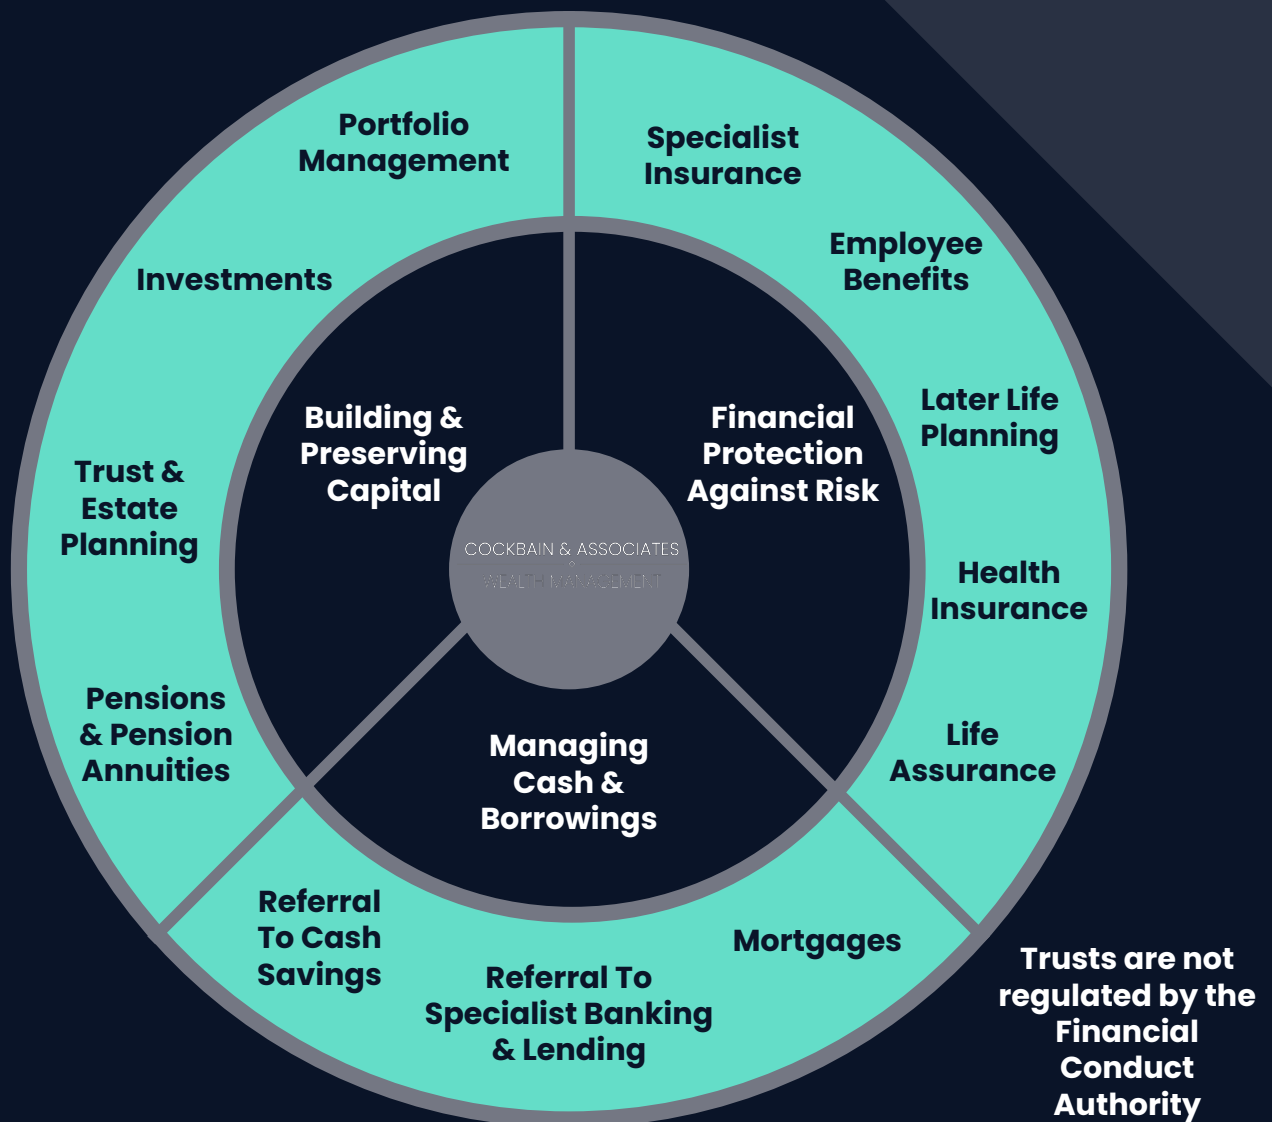 Portfolio
Management
Specialist
Insurance
Employee
Benefits
Investments
Later Life
Planning
Building &
Preserving
Capital
Financial
Protection
Against Risk
Trust &
Estate
Planning
COCKBAIN & ASSOCIATES
WEALTH MANAGEMENT
Health
Insurance
Pensions
& Pension
Annuities
Life
Assurance
Managing
Cash &
Borrowings
Referral
To Cash
Savings
Referral To
Specialist Banking
& Lending
Mortgages
Trusts are not
regulated by the
Financial
Conduct
Authority